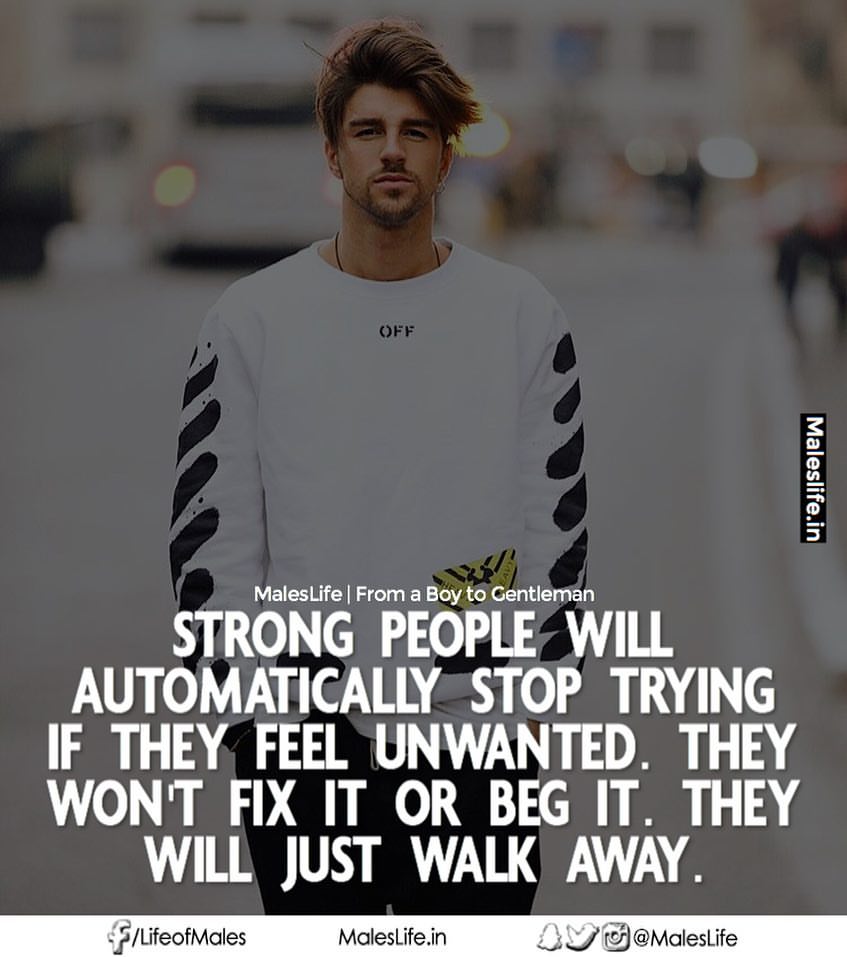 OFF
Maleslife.in
MalesLife | From a Boy to Gentleman
STRONG PEOPLE WILL
AUTOMATICALLY STOP TRYING
IF THEY FEEL UNWANTED. THEY
WON'T FIX IT OR BEG IT. THEY
WILL JUST WALK AWAY.
/LifeofMales
MalesLife.in
@MalesLife